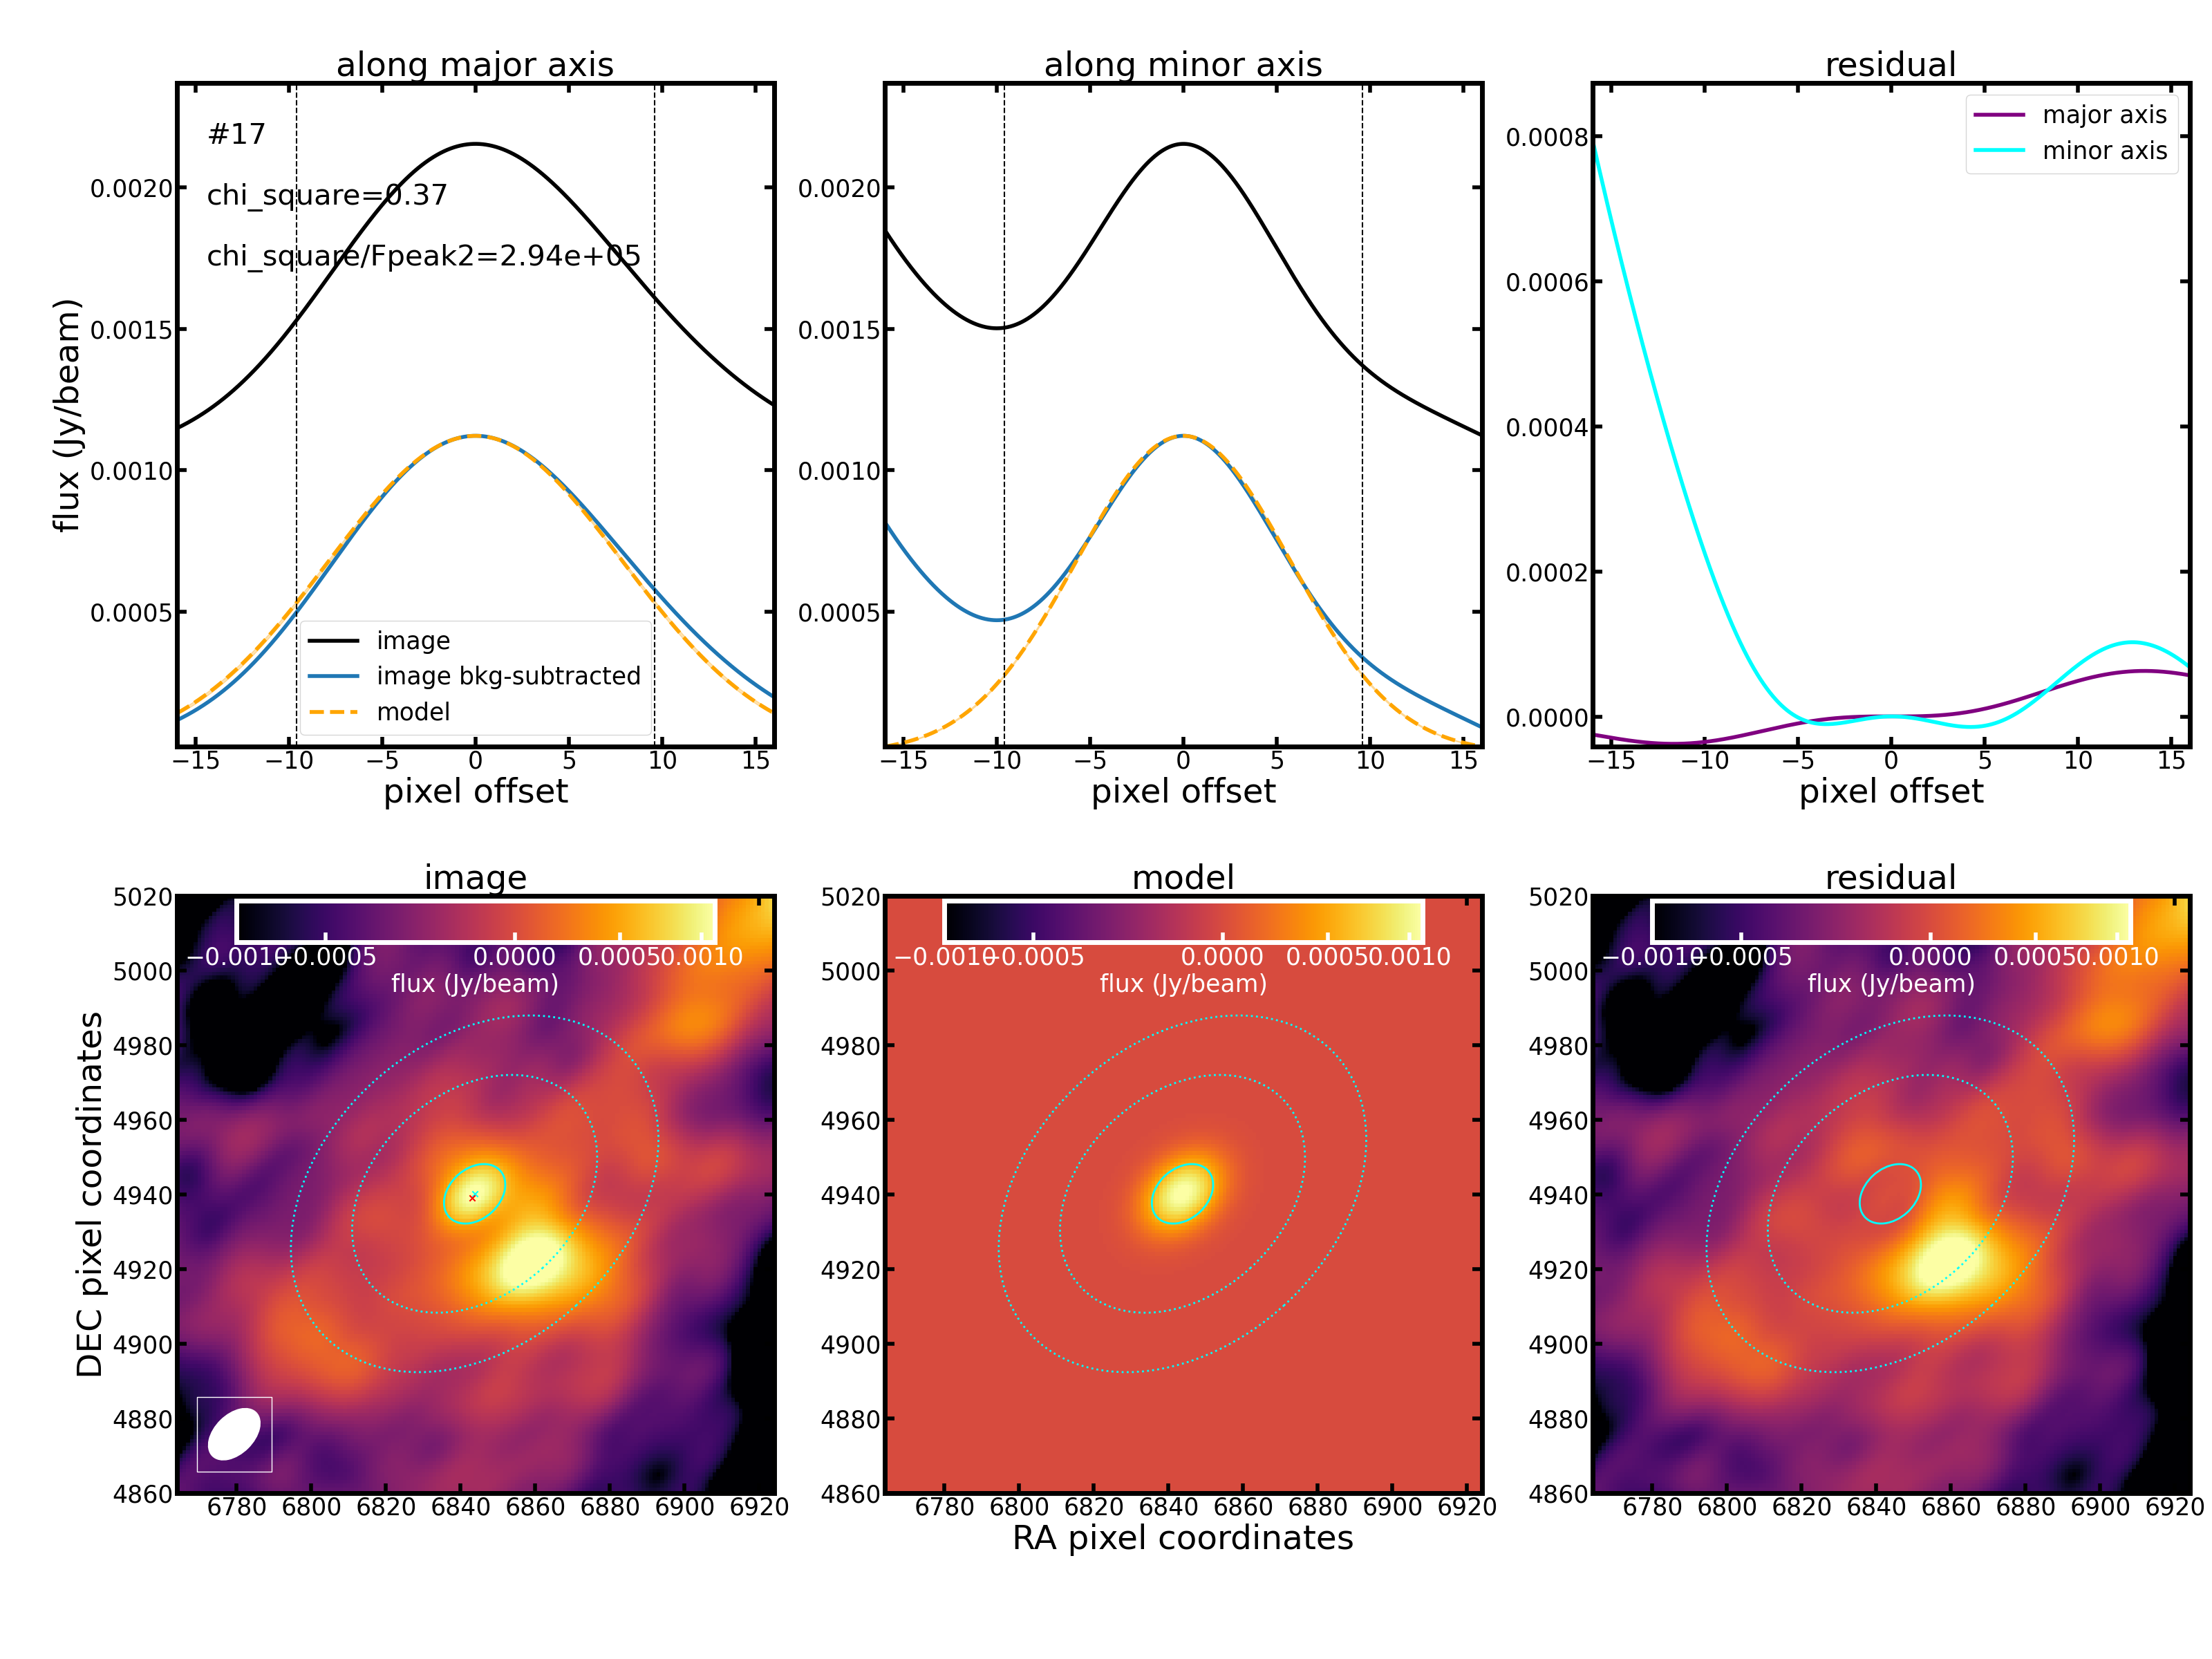 along major axis
along minor axis
residual
#17
chi_square=0.37
chi_square/Fpeak2=2.94e+05
flux (Jy/beam)
0.0020
0.0015
0.0010
0.0005
image
image bkg-subtracted
model
−15 −10 −5 0 5 10 15
pixel offset
0.0020
0.0015
0.0010
0.0005
−15 −10 −5 0 5 10 15
pixel offset
major axis
minor axis
0.0008
0.0006
0.0004
0.0002
0.0000
−15 −10 −5 0 5 10 15
pixel offset
image
model
residual
DEC pixel coordinates
5020
5000
4980
4960
4940
4920
4900
4880
4860
−0.0010 −0.0005 0.0000 0.0005 0.0010
flux (Jy/beam)
6780 6800 6820 6840 6860 6880 6900 6920
5020
5000
4980
4960
4940
4920
4900
4880
4860
−0.0010 −0.0005 0.0000 0.0005 0.0010
flux (Jy/beam)
6780 6800 6820 6840 6860 6880 6900 6920
RA pixel coordinates
5020
5000
4980
4960
4940
4920
4900
4880
4860
−0.0010 −0.0005 0.0000 0.0005 0.0010
flux (Jy/beam)
6780 6800 6820 6840 6860 6880 6900 6920